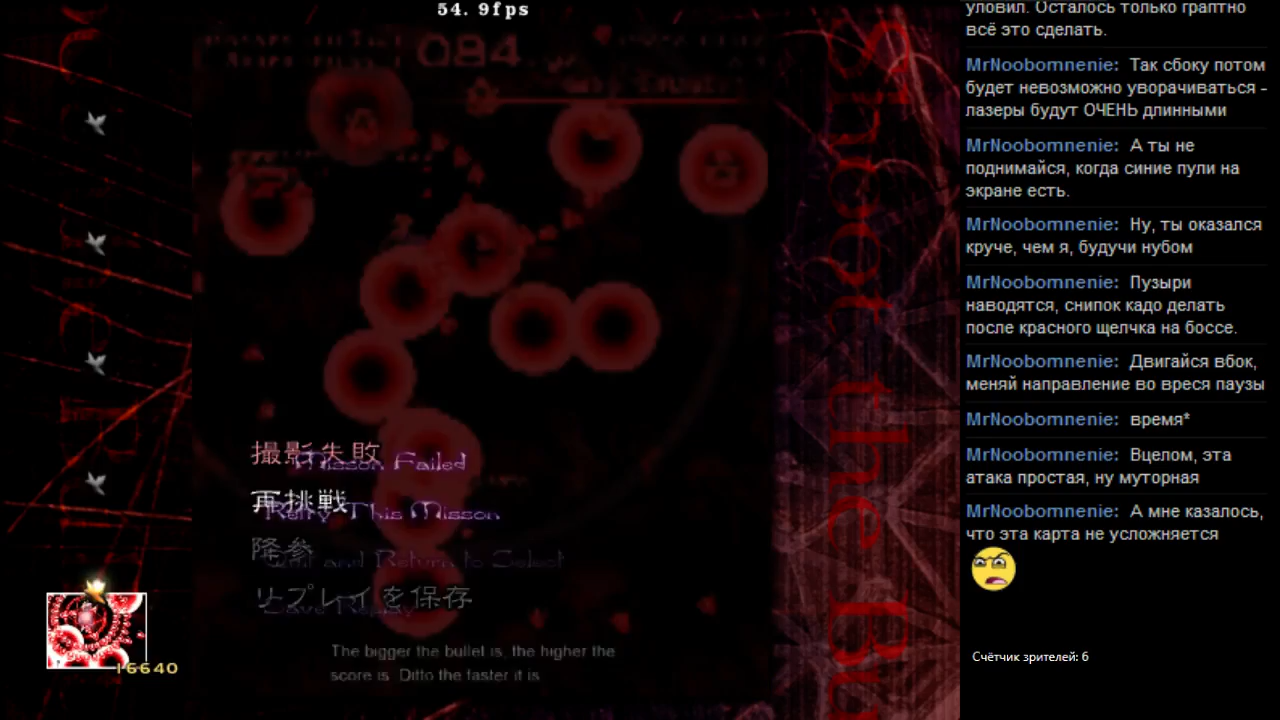 54. 9fps
084
Shoot the Bu
撮影失敗
Misson Failed
再挑戦
Retry This Misson
降参
Quit and Return to Select
リプレイを保存
Save Replay
The bigger the bullet is, the higher the
score is. Ditto the faster it is
16640
уловил. Осталось только граптно
всё это сделать.
MrNoobomnenie: Так сбоку потом
будет невозможно уворачиваться -
лазеры будут ОЧЕНЬ длинными
MrNoobomnenie: А ты не
поднимайся, когда синие пули на
экране есть.
MrNoobomnenie: Ну, ты оказался
круче, чем я, будучи нубом
MrNoobomnenie: Пузыри
наводятся, снипок кадо делать
после красного щелчка на боссе.
MrNoobomnenie: Двигайся вбок,
меняй направление во вреся паузы
MrNoobomnenie: время*
MrNoobomnenie: Вцелом, эта
атака простая, ну муторная
MrNoobomnenie: А мне казалось,
что эта карта не усложняется
Счётчик зрителей: 6